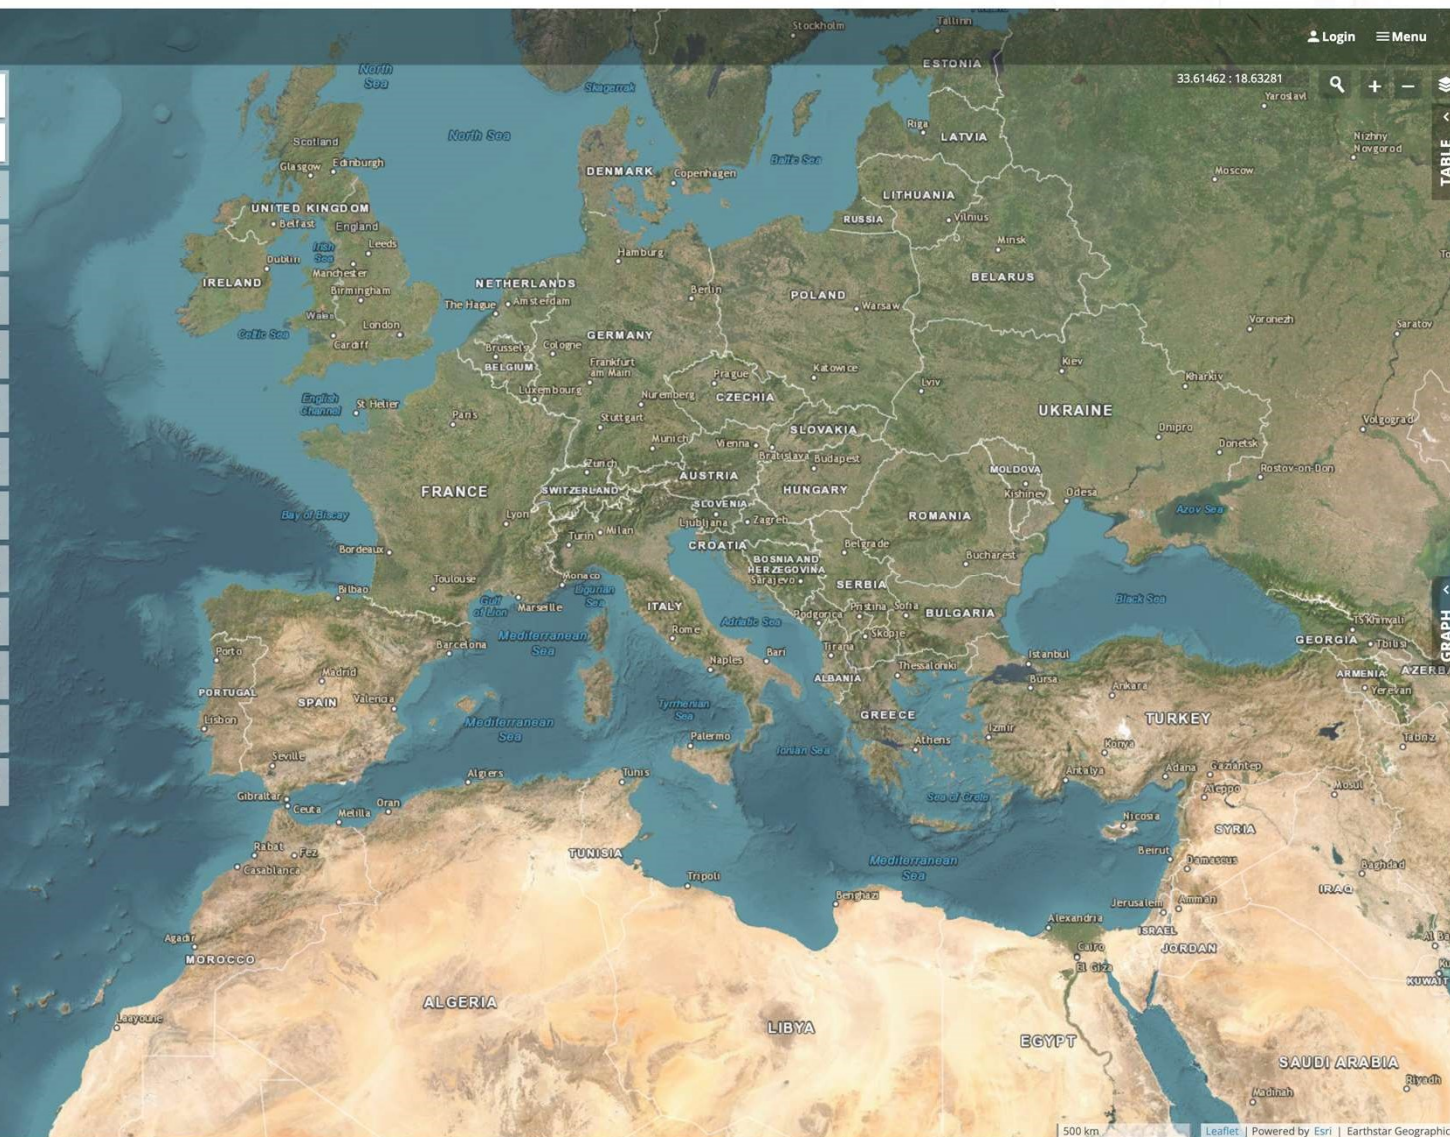 Stockholm
Tallinn
Login
Menu
North
Sea
ESTONIA
33.61462 : 18.63281
Skagerrak
Yaroslavl
Riga
LATVIA
Nizhny
Novgorod
North Sea
Scotland
Baltic Sea
TABLE
Glasgow
Edinburgh
DENMARK
Copenhagen
Moscow
LITHUANIA
UNITED KINGDOM
RUSSIA
Vilnius
Belfast
England
Irish
Sea
Leeds
Minsk
Hamburg
Dublin
Manchester
BELARUS
IRELAND
NETHERLANDS
Birmingham
Berlin
POLAND
The Hague
Amsterdam
Warsaw
Wales
London
Voronezh
Saratov
Celtic Sea
Cardiff
GERMANY
Brussels
Cologne
BELGIUM
Frankfurt
am Main
Kiev
Prague
Katowice
Kharkiv
Lviv
Luxembourg
Nuremberg
CZECHIA
English
Channel
St Helier
Paris
Stuttgart
UKRAINE
Volgograd
SLOVAKIA
Dnipro
Munich
Vienna
Donetsk
Bratislava
Budapest
Zurich
Rostov-on-Don
MOLDOVA
AUSTRIA
FRANCE
SWITZERLAND
HUNGARY
Kishinev
Odesa
SLOVENIA
Bay of Biscay
Lyon
Ljubljana
Zagreb
ROMANIA
Azov Sea
Turin
Milan
Bordeaux
CROATIA
Belgrade
Bucharest
BOSNIA AND
HERZEGOVINA
Sarajevo
Toulouse
Monaco
SERBIA
Bilbao
Ligurian
Sea
Gulf
of Lion
Marseille
ITALY
Black Sea
Podgorica
Pristina
Sofia
BULGARIA
Adriatic Sea
TSKhinvali
GRAPH
Rome
Skopje
Mediterranean
Sea
Barcelona
GEORGIA
Tbilisi
Porto
Bari
Tirana
Istanbul
Naples
Thessaloniki
Madrid
ALBANIA
Bursa
Ankara
ARMENIA
AZERBA
PORTUGAL
SPAIN
Valencia
Yerevan
Tyrrhenian
Sea
Lisbon
Mediterranean
Sea
GREECE
TURKEY
Izmir
Palermo
Athens
Ionian Sea
Konya
Tabriz
Seville
Algiers
Tunis
Antalya
Adana
Gaziantep
Mosul
Gibraltar
Ceuta
Melilla
Oran
Sea of Crete
Aleppo
Nicosia
SYRIA
Rabat
Fez
TUNISIA
Beirut
Damascus
Casablanca
Mediterranean
Sea
Baghdad
Tripoli
IRAQ
Benghazi
Jerusalem
Amman
Alexandria
ISRAEL
Agadir
Cairo
JORDAN
MOROCCO
El Giza
KUWAIT
ALGERIA
Laayoune
LIBYA
EGYPT
SAUDI ARABIA
Riyadh
Madinah
500 km
Leaflet | Powered by Esri | Earthstar Geographic